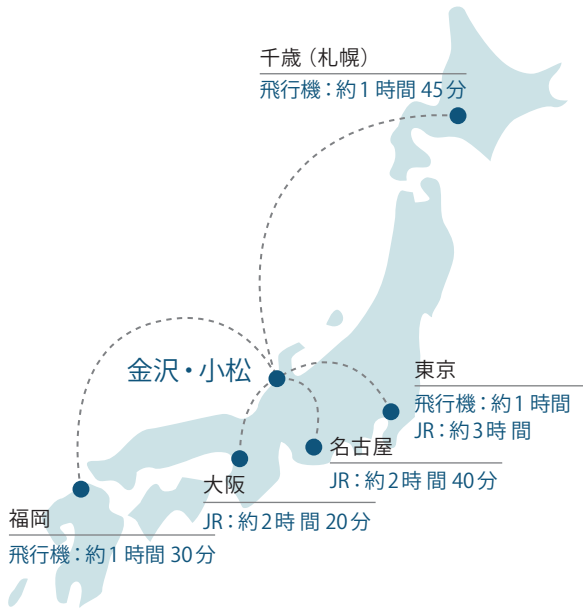 千歳（札幌）
飛行機：約1時間45分
金沢・小松
東京
飛行機：約1時間
JR：約3時間
名古屋
JR：約2時間40分
大阪
JR：約2時間20分
福岡
飛行機：約1時間30分